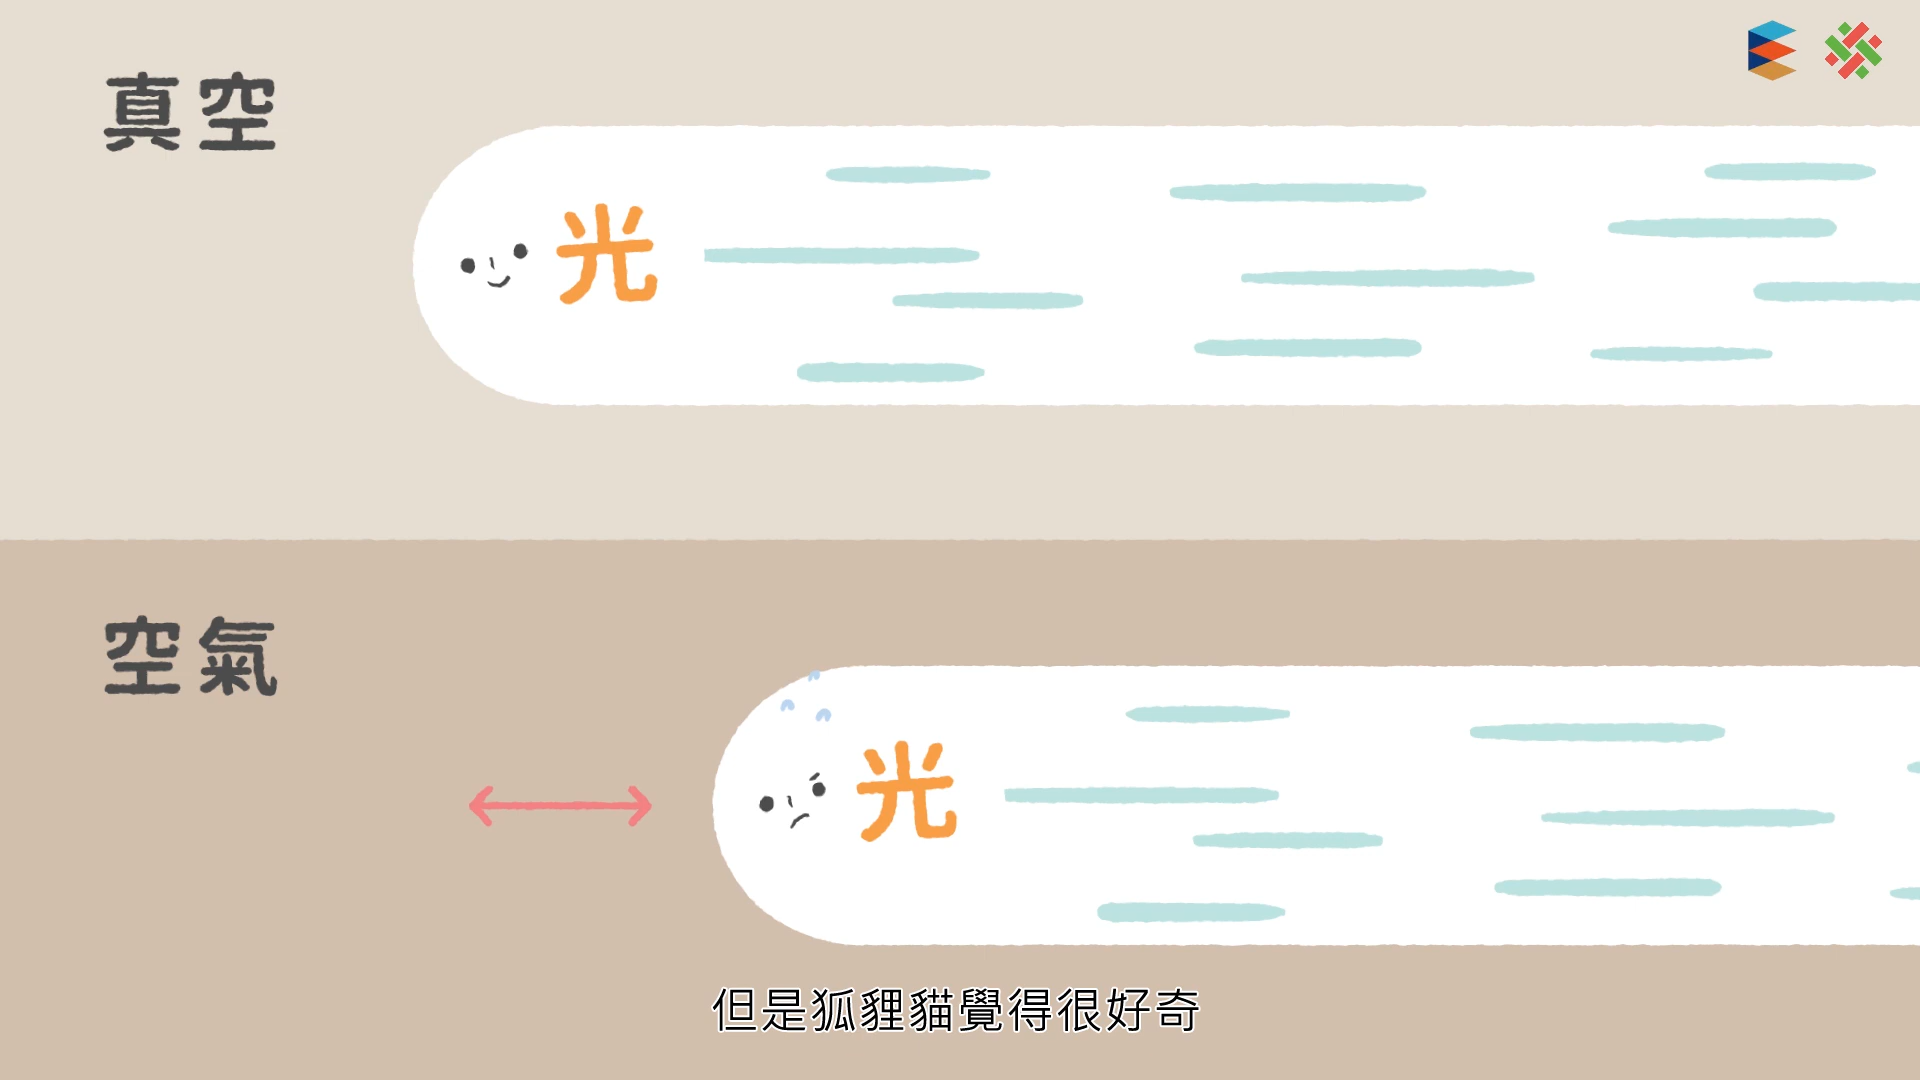 真空
光
空氣
光
但是狐狸貓覺得很好奇